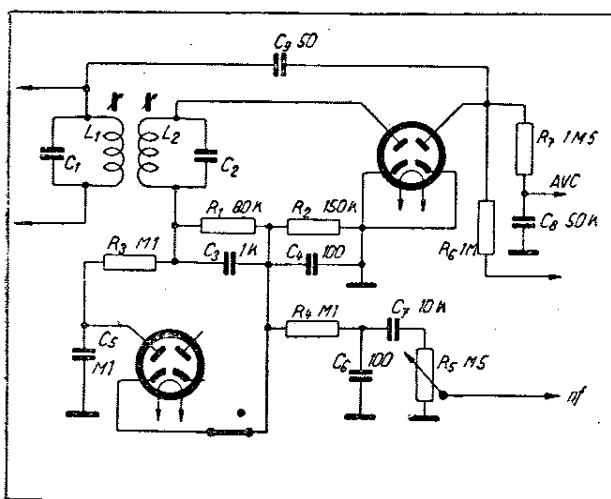 C9 50
L1
L2
C1
C2
R7 1M5
AVC
C8 50K
R1 80K
R2 150K
R6 1M
R3 M1
C3 1K
C4 100
R4 M1
C7 10K
C5 M1
C6 100
R5 M5
nf